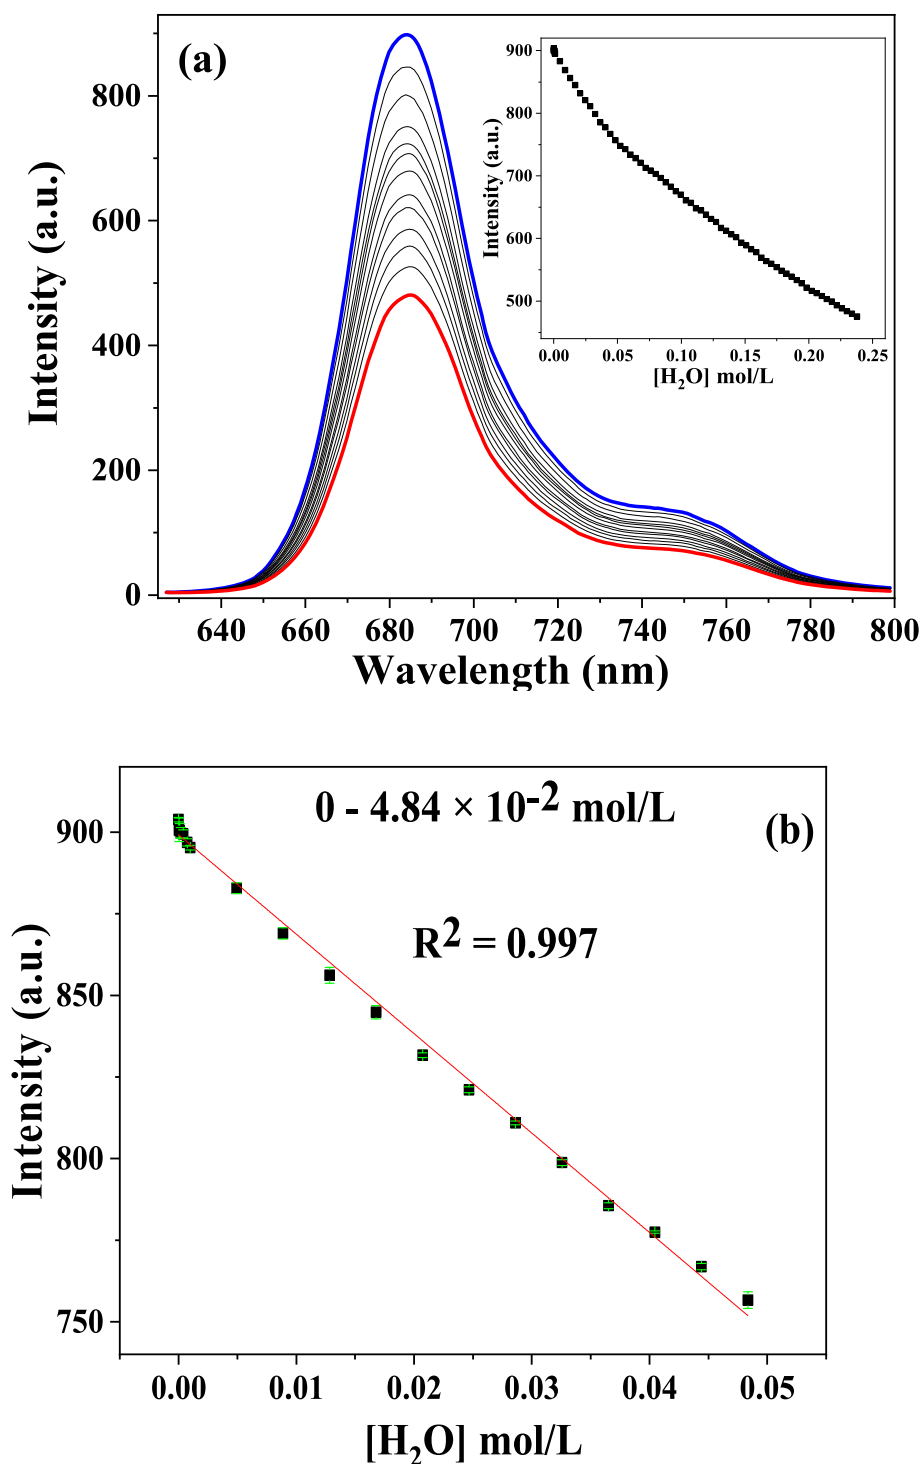 (a)
Intensity (a.u.)
800
600
400
200
0
640 660 680 700 720 740 760 780 800
Wavelength (nm)
Intensity (a.u.)
900
800
700
600
500
0.00 0.05 0.10 0.15 0.20 0.25
[H₂O] mol/L
0 - 4.84 × 10⁻² mol/L
(b)
R² = 0.997
Intensity (a.u.)
900
850
800
750
0.00 0.01 0.02 0.03 0.04 0.05
[H₂O] mol/L